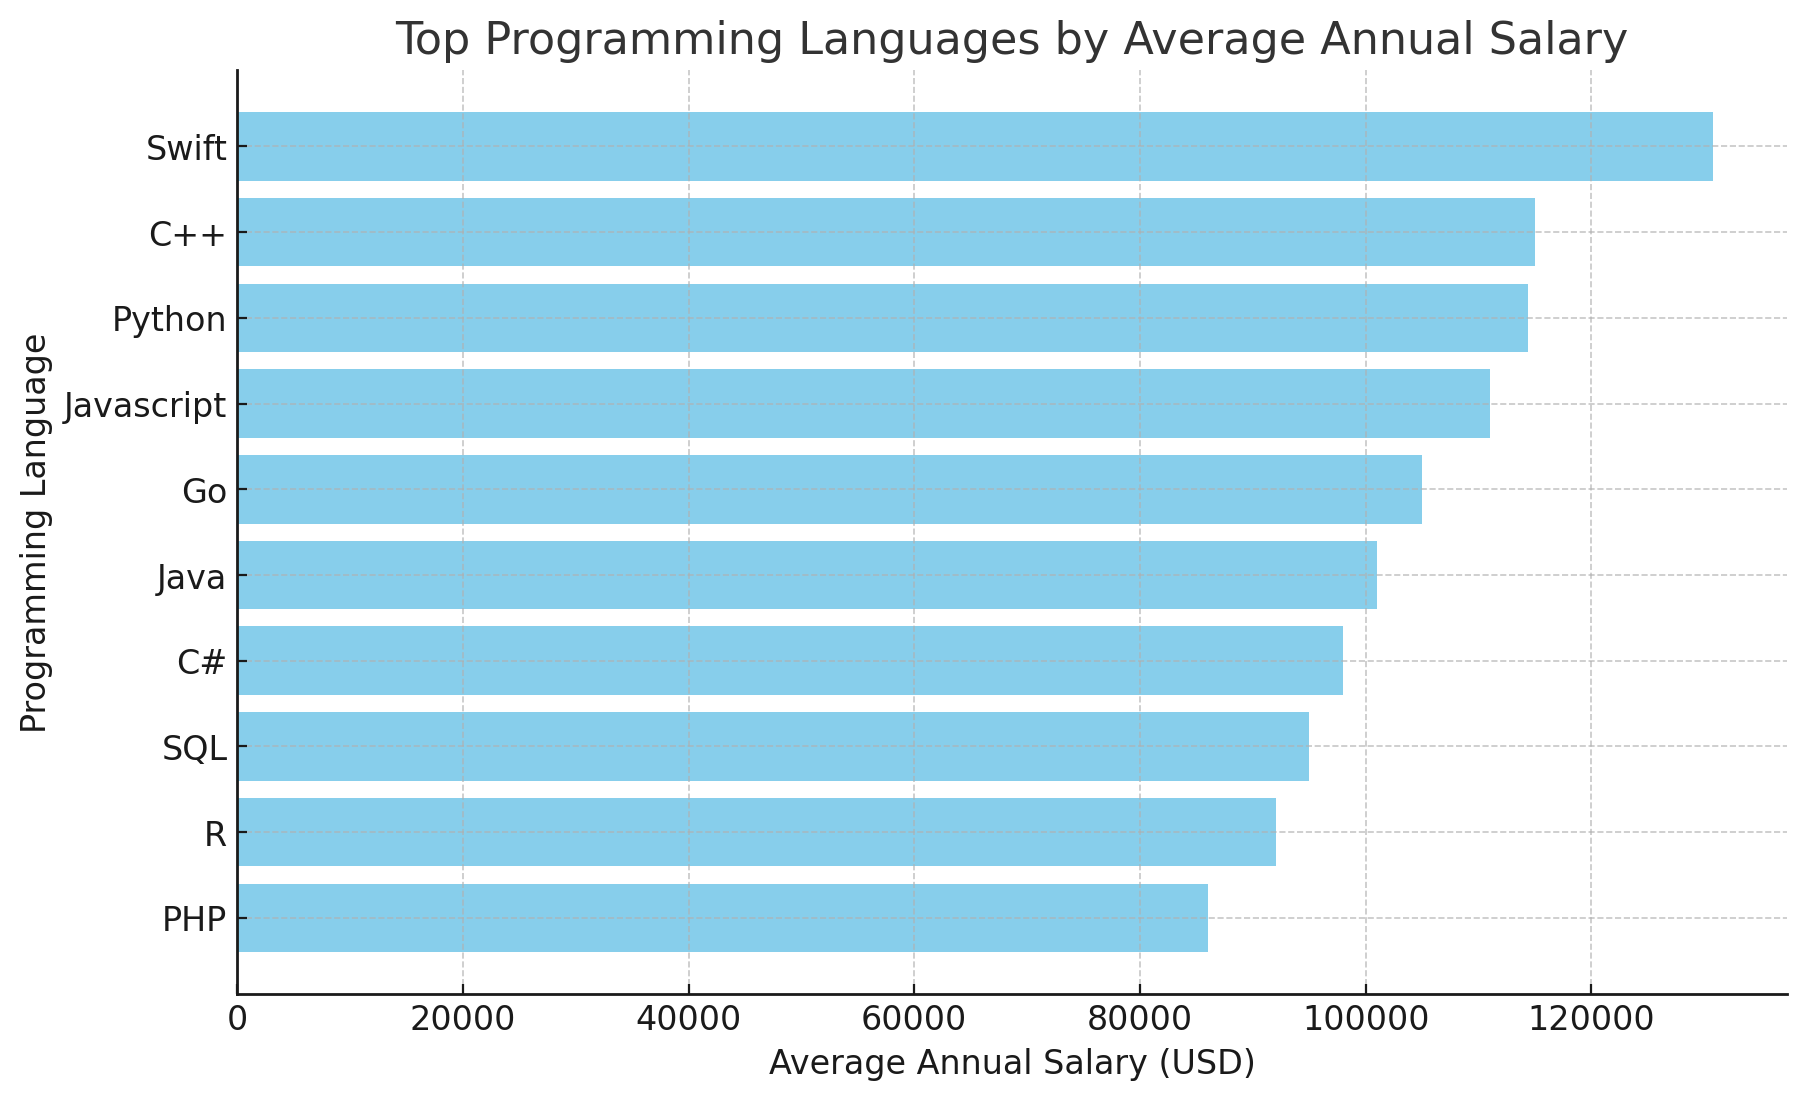 Top Programming Languages by Average Annual Salary
Programming Language
Swift
C++
Python
Javascript
Go
Java
C#
SQL
R
PHP
0 20000 40000 60000 80000 100000 120000
Average Annual Salary (USD)